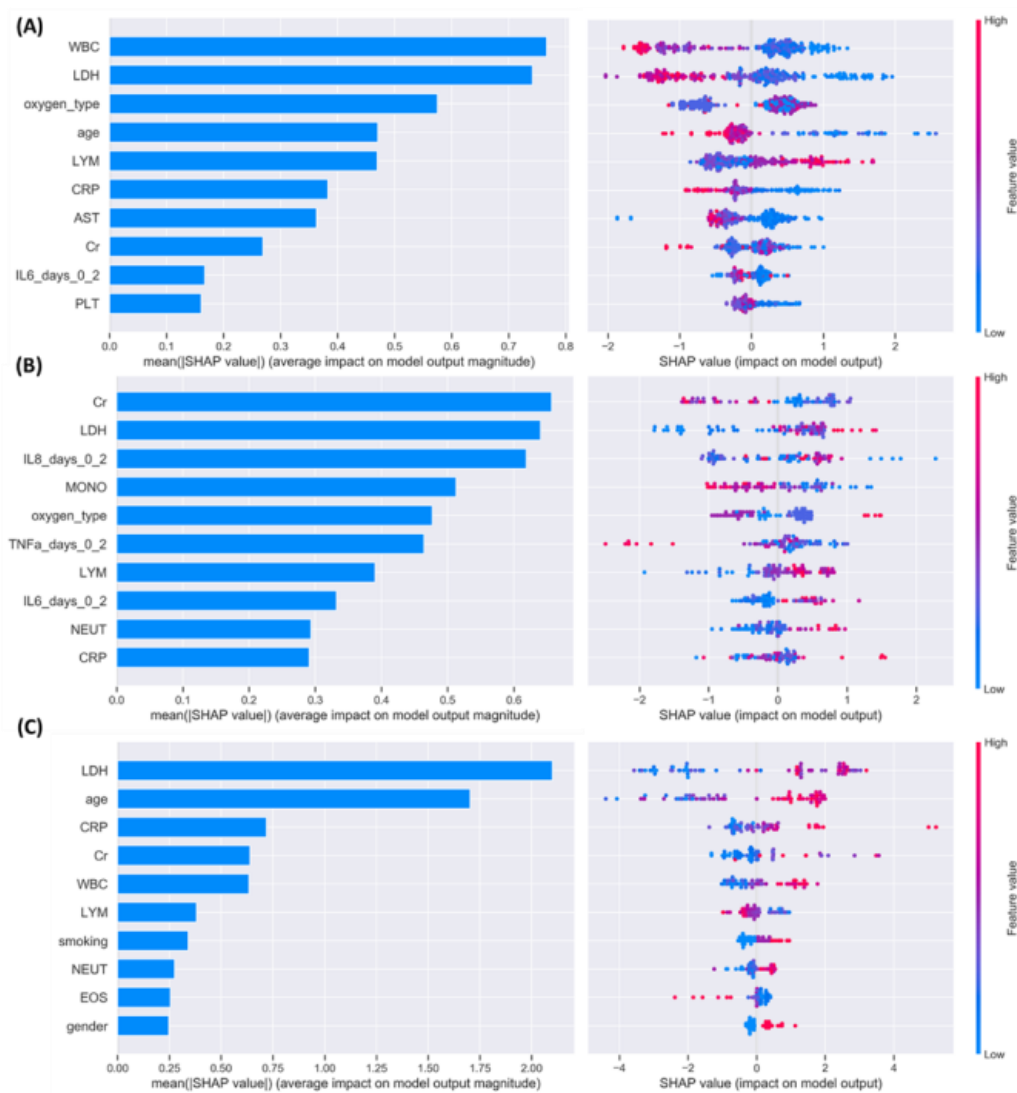 (A)
WBC
LDH
oxygen_type
age
LYM
CRP
AST
Cr
IL6_days_0_2
PLT
0.0 0.1 0.2 0.3 0.4 0.5 0.6 0.7 0.8
mean(|SHAP value|) (average impact on model output magnitude)
−2 −1 0 1 2
SHAP value (impact on model output)
High
Feature value
Low
(B)
Cr
LDH
IL8_days_0_2
MONO
oxygen_type
TNFa_days_0_2
LYM
IL6_days_0_2
NEUT
CRP
0.0 0.1 0.2 0.3 0.4 0.5 0.6
mean(|SHAP value|) (average impact on model output magnitude)
−2 −1 0 1 2
SHAP value (impact on model output)
High
Feature value
Low
(C)
LDH
age
CRP
Cr
WBC
LYM
smoking
NEUT
EOS
gender
0.00 0.25 0.50 0.75 1.00 1.25 1.50 1.75 2.00
mean(|SHAP value|) (average impact on model output magnitude)
−4 −2 0 2 4
SHAP value (impact on model output)
High
Feature value
Low